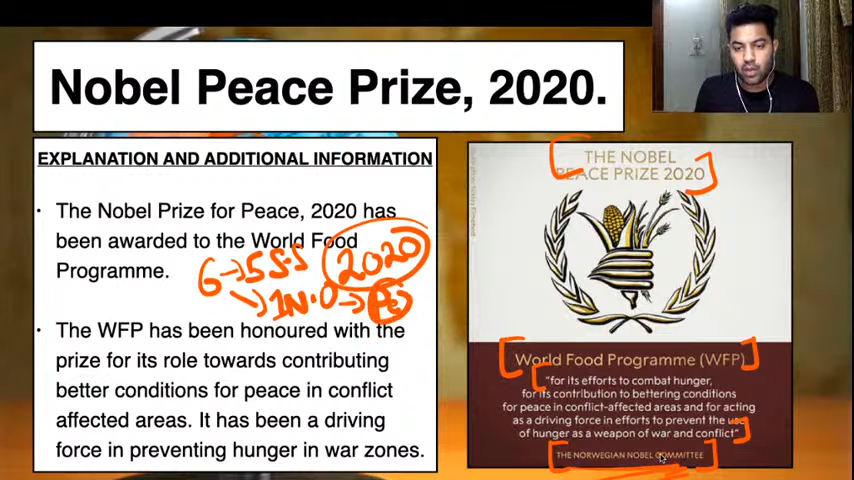 Nobel Peace Prize, 2020.
EXPLANATION AND ADDITIONAL INFORMATION
• The Nobel Prize for Peace, 2020 has
been awarded to the World Food
Programme.
6 → 5 S.S
2020
→ 1N.O →
• The WFP has been honoured with the
prize for its role towards contributing
better conditions for peace in conflict
affected areas. It has been a driving
force in preventing hunger in war zones.
THE NOBEL
PEACE PRIZE 2020
World Food Programme (WFP)
"for its efforts to combat hunger,
for its contribution to bettering conditions
for peace in conflict-affected areas and for acting
as a driving force in efforts to prevent the use
of hunger as a weapon of war and conflict"
THE NORWEGIAN NOBEL COMMITTEE